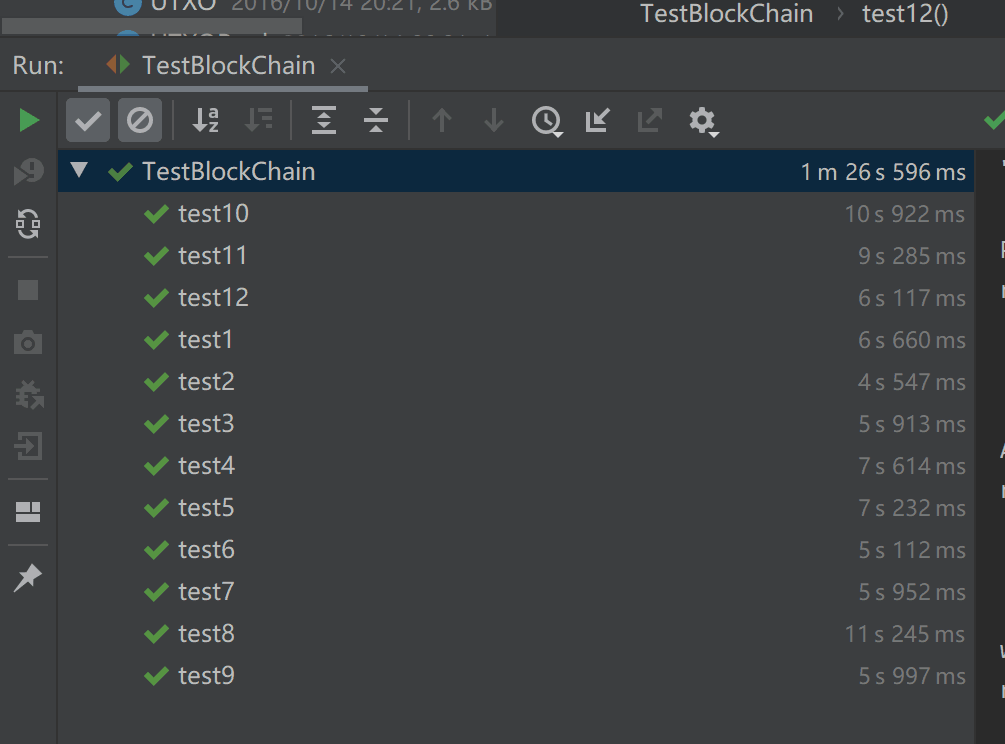 UTXO 2016/10/14 20:21, 2.6 kB
TestBlockChain › test12()
Run: TestBlockChain
TestBlockChain 1 m 26 s 596 ms
test10 10 s 922 ms
test11 9 s 285 ms
test12 6 s 117 ms
test1 6 s 660 ms
test2 4 s 547 ms
test3 5 s 913 ms
test4 7 s 614 ms
test5 7 s 232 ms
test6 5 s 112 ms
test7 5 s 952 ms
test8 11 s 245 ms
test9 5 s 997 ms